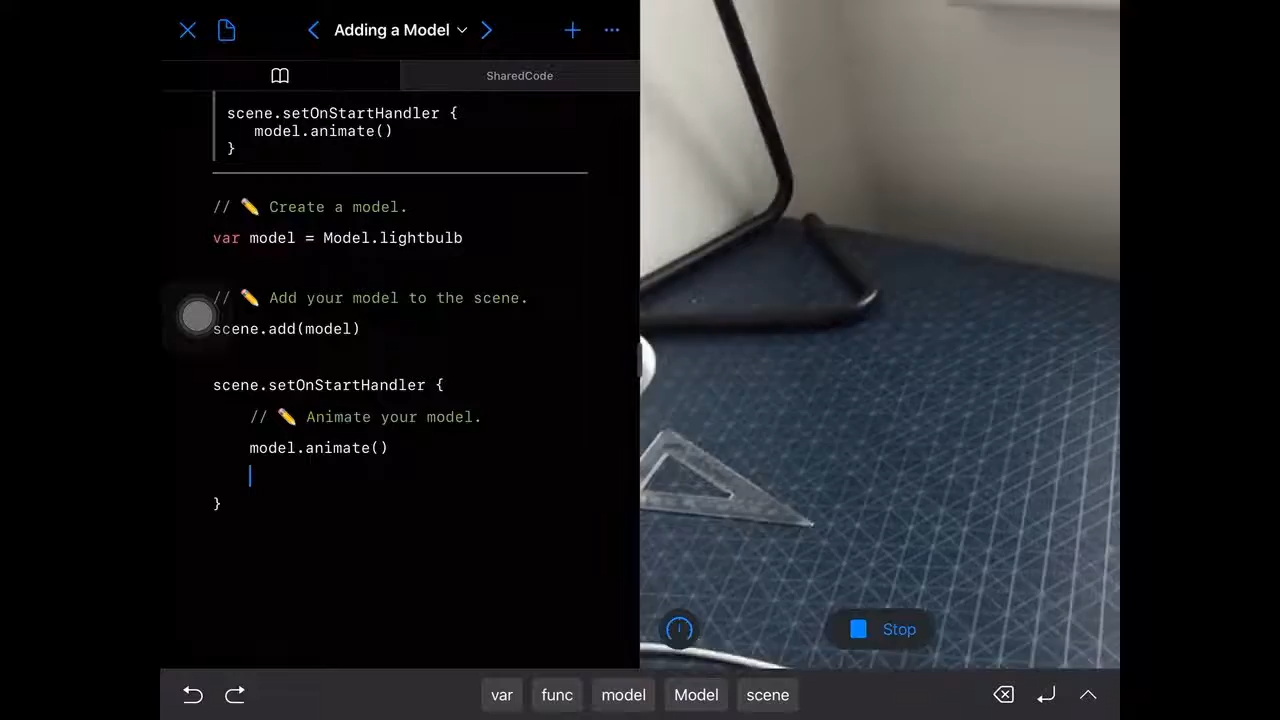 Adding a Model
SharedCode
scene.setOnStartHandler {
model.animate()
}
// ✏️ Create a model.
var model = Model.lightbulb
// ✏️ Add your model to the scene.
scene.add(model)
scene.setOnStartHandler {
// ✏️ Animate your model.
model.animate()
}
Stop
var func model Model scene